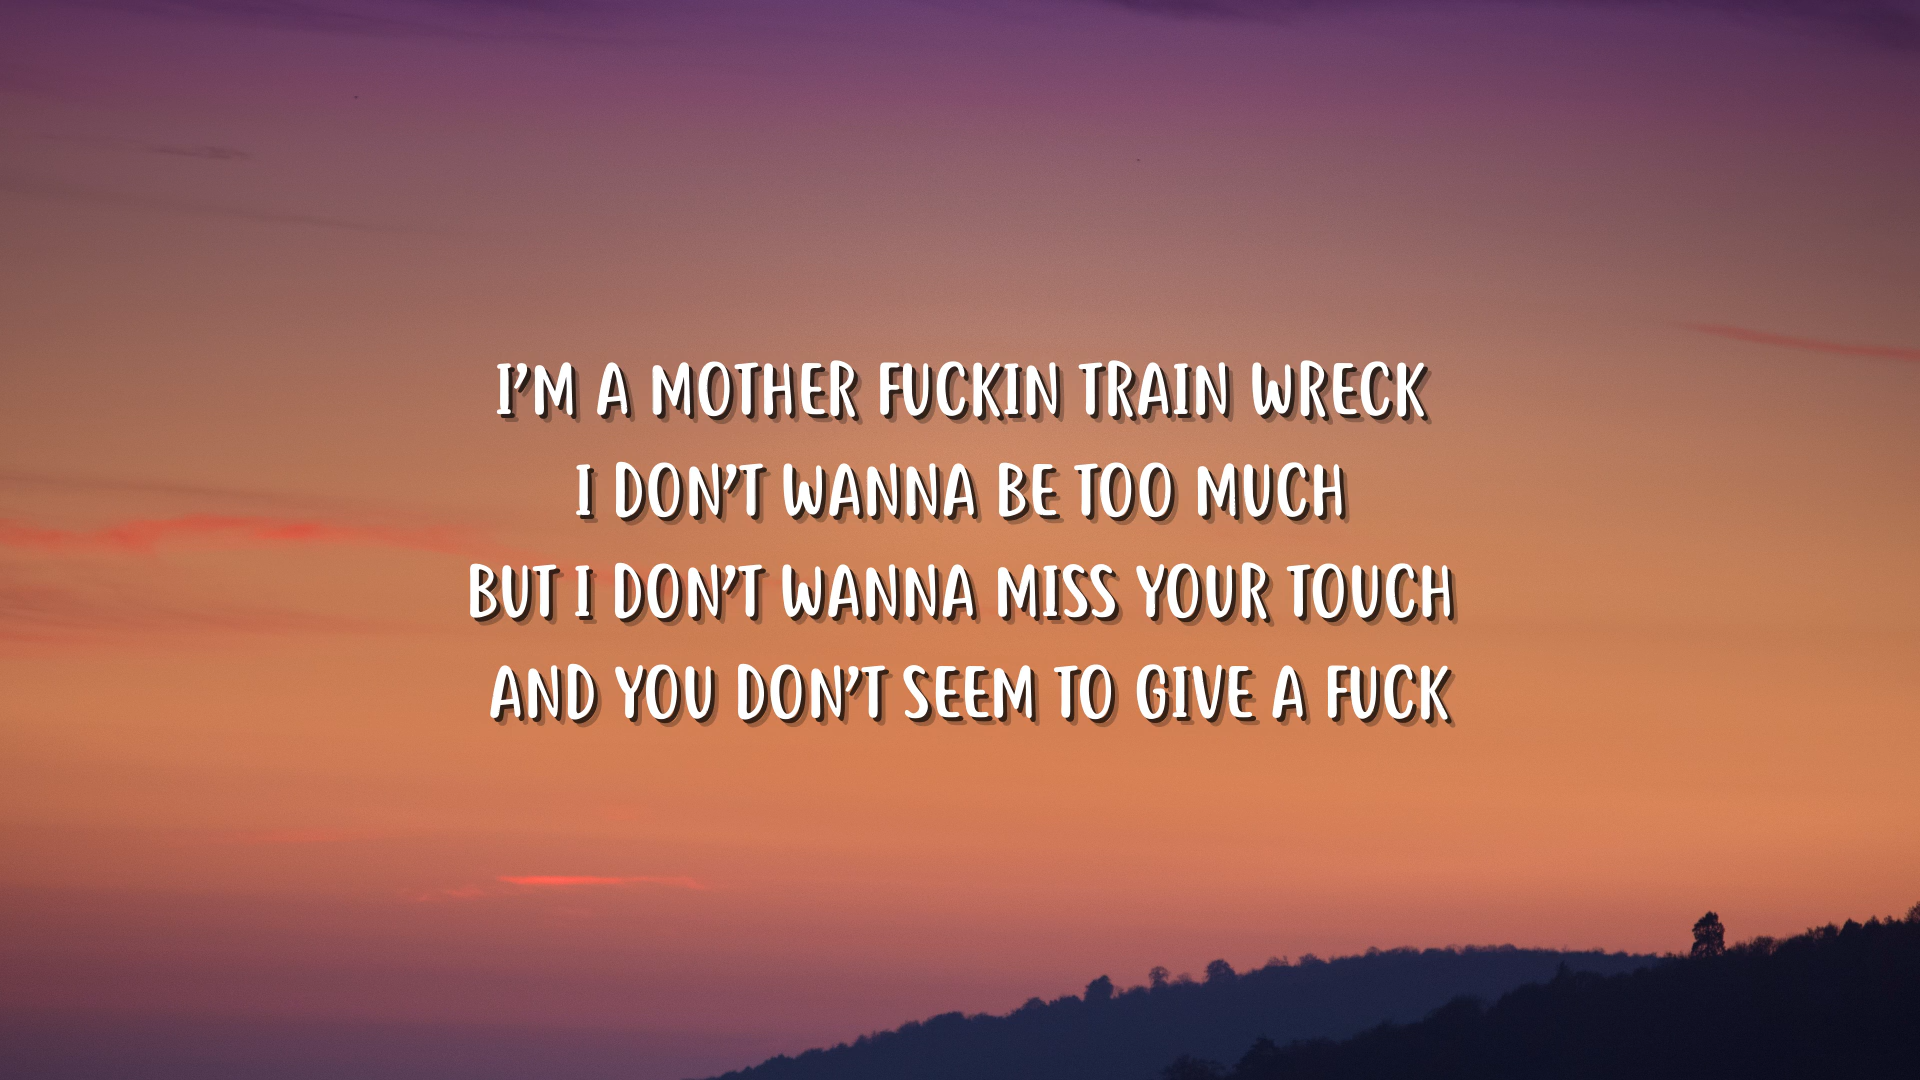 I'M A MOTHER FUCKIN TRAIN WRECK
I DON'T WANNA BE TOO MUCH
BUT I DON'T WANNA MISS YOUR TOUCH
AND YOU DON'T SEEM TO GIVE A FUCK